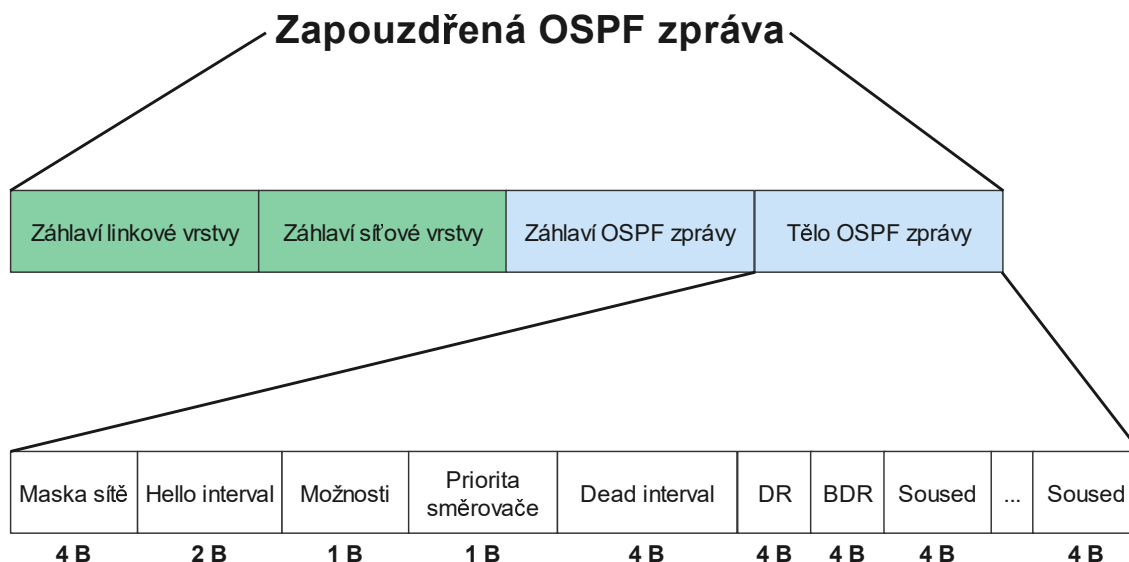 Zapouzdřená OSPF zpráva
Záhlaví linkové vrstvy Záhlaví síťové vrstvy Záhlaví OSPF zprávy Tělo OSPF zprávy
Maska sítě Hello interval Možnosti Priorita směrovače Dead interval DR BDR Soused ... Soused
4 B 2 B 1 B 1 B 4 B 4 B 4 B 4 B 4 B